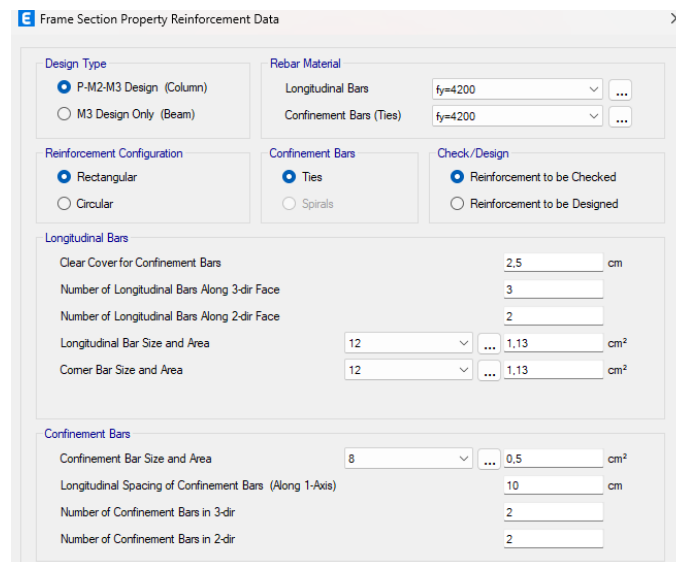 E Frame Section Property Reinforcement Data
Design Type
P-M2-M3 Design (Column)
M3 Design Only (Beam)
Rebar Material
Longitudinal Bars fy=4200 ...
Confinement Bars (Ties) fy=4200 ...
Reinforcement Configuration
Rectangular
Circular
Confinement Bars
Ties
Spirals
Check/Design
Reinforcement to be Checked
Reinforcement to be Designed
Longitudinal Bars
Clear Cover for Confinement Bars 2,5 cm
Number of Longitudinal Bars Along 3-dir Face 3
Number of Longitudinal Bars Along 2-dir Face 2
Longitudinal Bar Size and Area 12 ... 1,13 cm²
Corner Bar Size and Area 12 ... 1,13 cm²
Confinement Bars
Confinement Bar Size and Area 8 ... 0,5 cm²
Longitudinal Spacing of Confinement Bars (Along 1-Axis) 10 cm
Number of Confinement Bars in 3-dir 2
Number of Confinement Bars in 2-dir 2